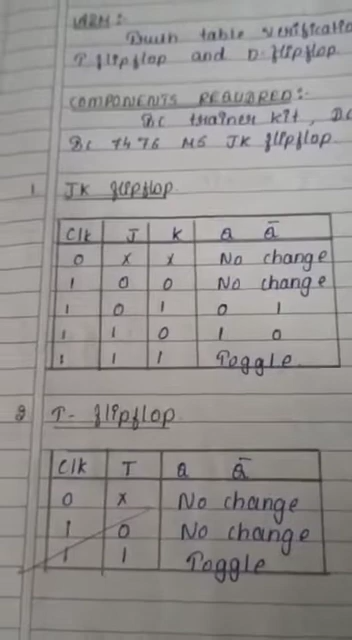 AIM:
Truth table verificatio
T flipflop and D-flipflop
COMPONENTS REQUIRED:-
IC trainer kit,
IC 7476 MS JK flipflop
1. JK flipflop
Clk J K Q Q̄
0 x x No change
1 0 0 No change
1 0 1 0 1
1 1 0 1 0
1 1 1 Toggle
2 T- flipflop
Clk T Q Q̄
0 x No change
1 0 No change
1 1 Toggle